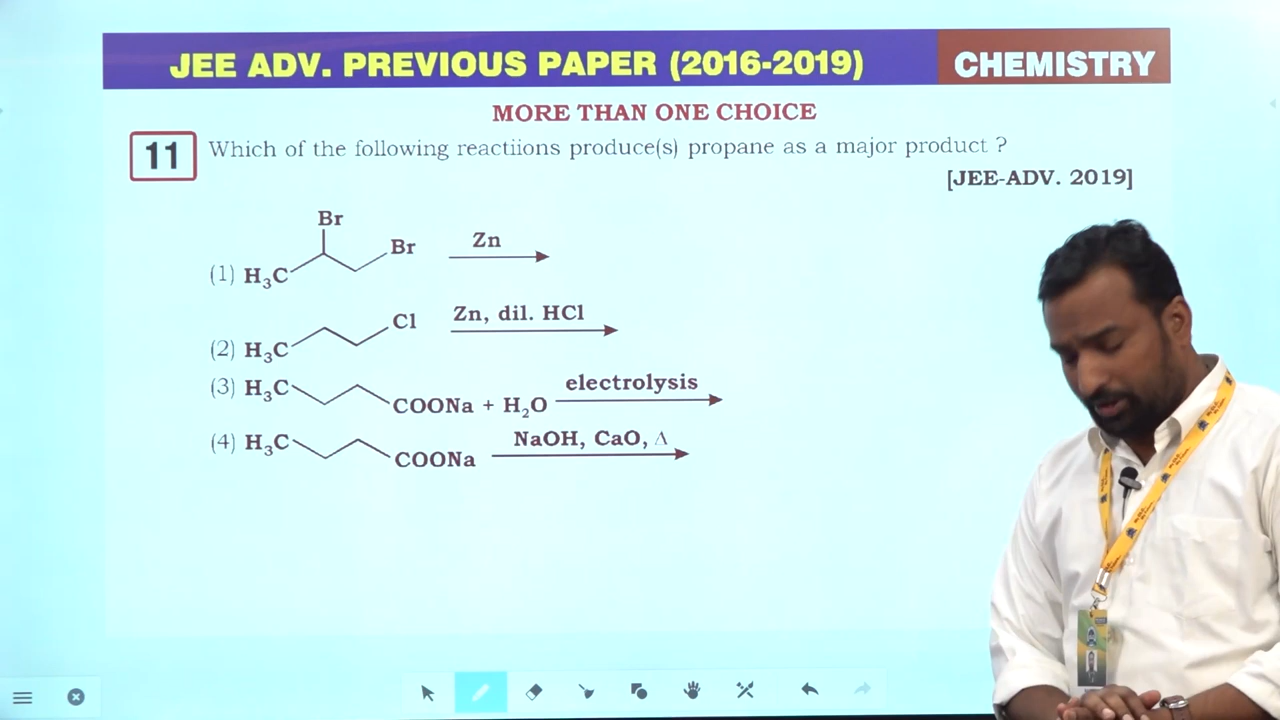 JEE ADV. PREVIOUS PAPER (2016-2019) CHEMISTRY
MORE THAN ONE CHOICE
11 Which of the following reactiions produce(s) propane as a major product ?
[JEE-ADV. 2019]
Br
(1) H₃C Br Zn
(2) H₃C Cl Zn, dil. HCl
(3) H₃C COONa + H₂O electrolysis
(4) H₃C COONa NaOH, CaO, Δ